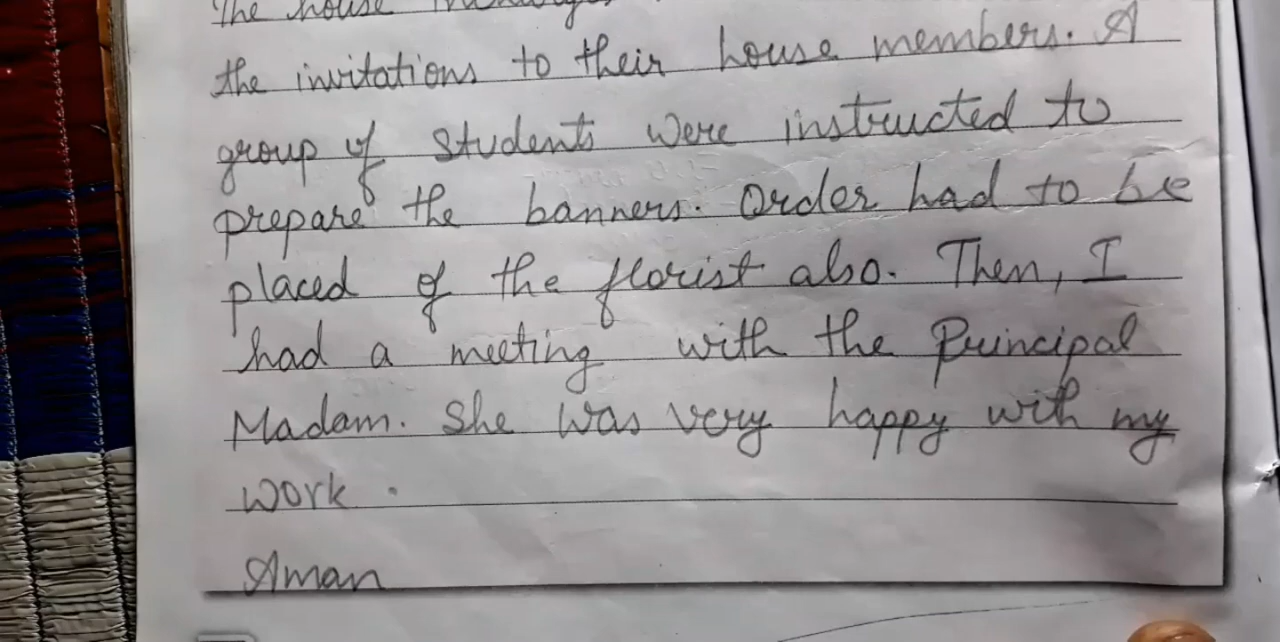 The house
the invitations to their house members. A
group of students were instructed to
prepare the banners. Order had to be
placed of the florist also. Then, I
had a meeting with the Principal
Madam. She was very happy with my
work.
Aman